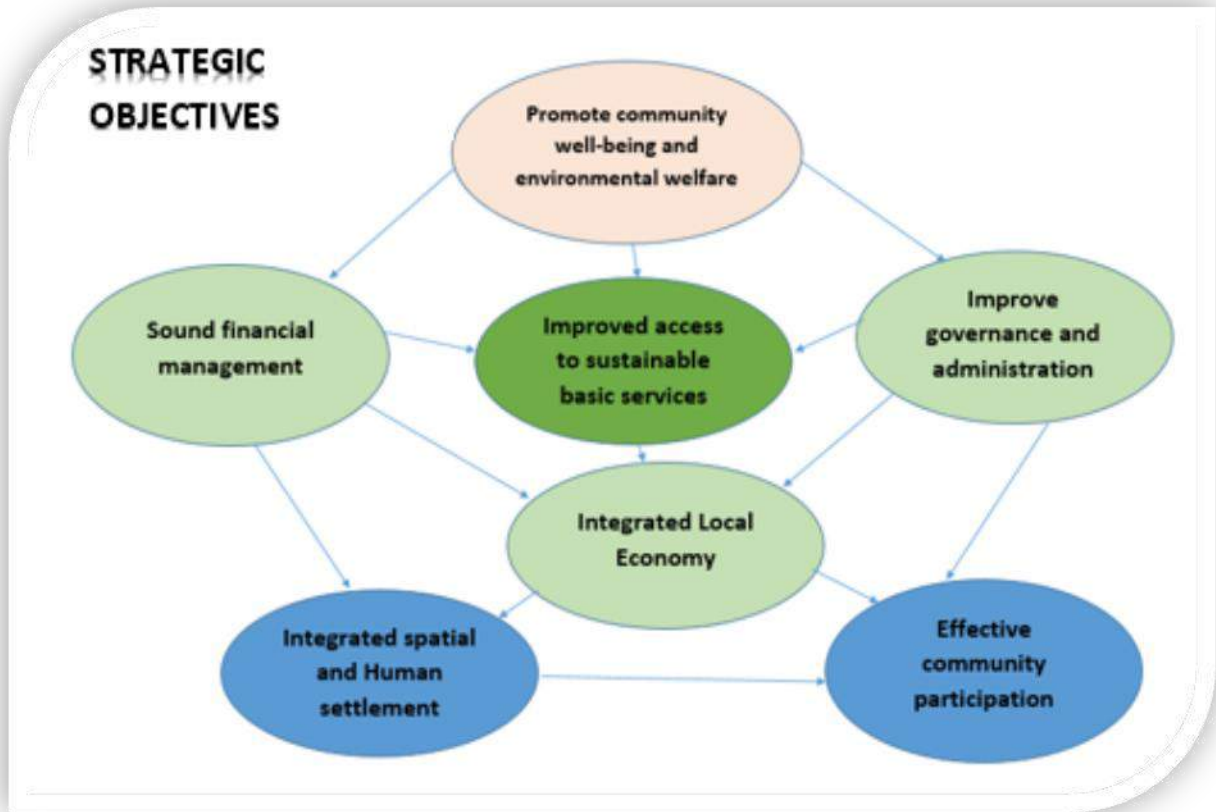 STRATEGIC
OBJECTIVES
Promote community
well-being and
environmental welfare
Sound financial
management
Improved access
to sustainable
basic services
Improve
governance and
administration
Integrated Local
Economy
Integrated spatial
and Human
settlement
Effective
community
participation